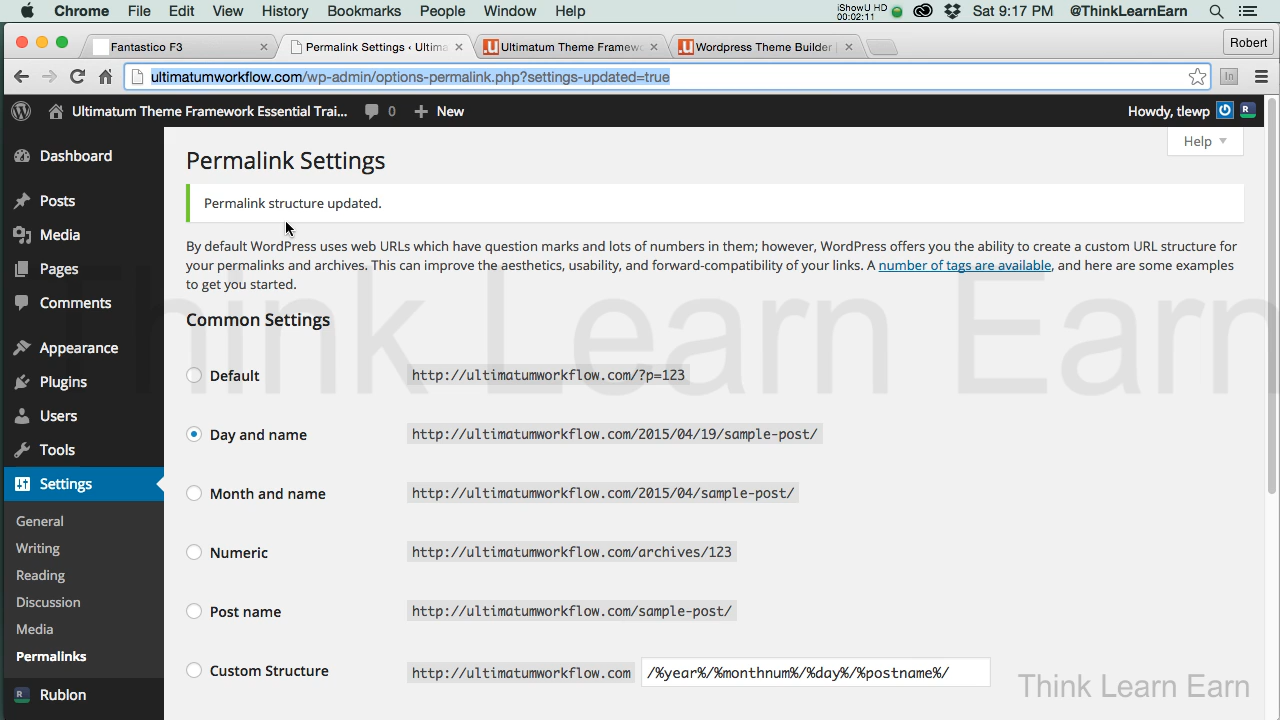 Chrome File Edit View History Bookmarks People Window Help iShowU HD 00:02:11 Sat 9:17 PM @ThinkLearnEarn
Fantastico F3 Permalink Settings ‹ Ultima Ultimatum Theme Framewo Wordpress Theme Builder | Robert
ultimatumworkflow.com/wp-admin/options-permalink.php?settings-updated=true In
Ultimatum Theme Framework Essential Trai... 0 New Howdy, tlewp R
Help
Dashboard
Posts
Media
Pages
Comments
Appearance
Plugins
Users
Tools
Settings
General
Writing
Reading
Discussion
Media
Permalinks
R Rublon
Permalink Settings
Permalink structure updated.
By default WordPress uses web URLs which have question marks and lots of numbers in them; however, WordPress offers you the ability to create a custom URL structure for
your permalinks and archives. This can improve the aesthetics, usability, and forward-compatibility of your links. A number of tags are available, and here are some examples
to get you started.
Common Settings
Default http://ultimatumworkflow.com/?p=123
Day and name http://ultimatumworkflow.com/2015/04/19/sample-post/
Month and name http://ultimatumworkflow.com/2015/04/sample-post/
Numeric http://ultimatumworkflow.com/archives/123
Post name http://ultimatumworkflow.com/sample-post/
Custom Structure http://ultimatumworkflow.com /%year%/%monthnum%/%day%/%postname%/
Think Learn Earn
Think Learn Earn